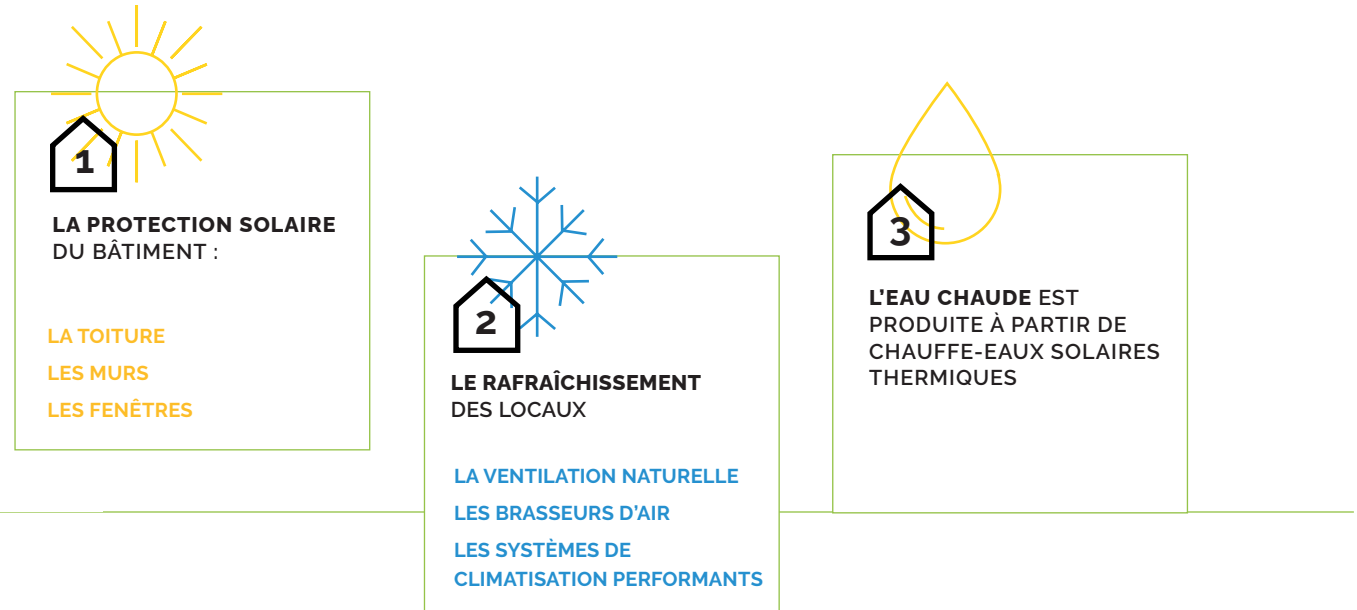 1
LA PROTECTION SOLAIRE
DU BÂTIMENT :
LA TOITURE
LES MURS
LES FENÊTRES
2
LE RAFRAÎCHISSEMENT
DES LOCAUX
LA VENTILATION NATURELLE
LES BRASSEURS D'AIR
LES SYSTÈMES DE
CLIMATISATION PERFORMANTS
3
L'EAU CHAUDE EST
PRODUITE À PARTIR DE
CHAUFFE-EAUX SOLAIRES
THERMIQUES